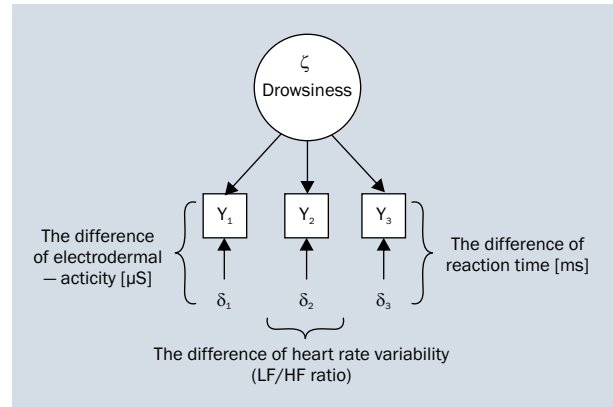 ζ
Drowsiness
Y₁
Y₂
Y₃
The difference
of electrodermal
— acticity [µS]
The difference of
reaction time [ms]
δ₁
δ₂
δ₃
The difference of heart rate variability
(LF/HF ratio)